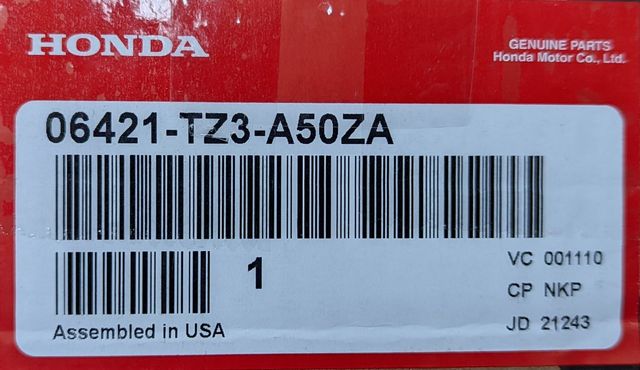 HONDA
GENUINE PARTS
Honda Motor Co., Ltd.
06421-TZ3-A50ZA
1
VC 001110
CP NKP
JD 21243
Assembled in USA